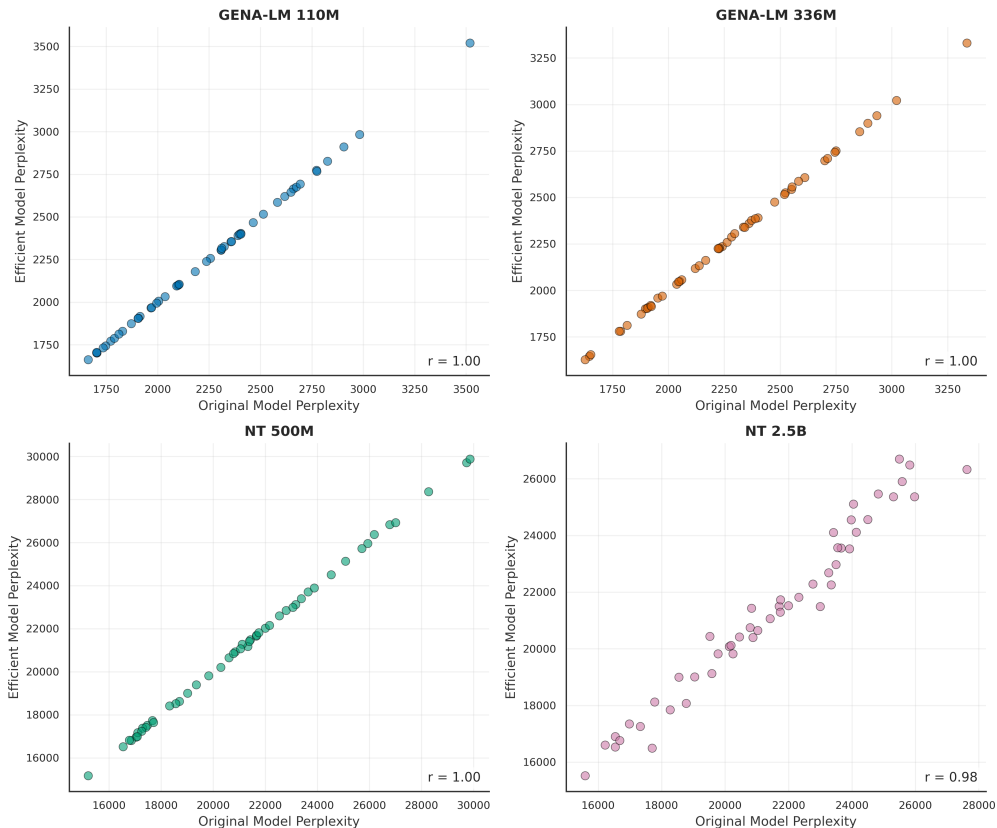 GENA-LM 110M
3500
3250
3000
2750
2500
2250
2000
1750
Efficient Model Perplexity
r = 1.00
1750 2000 2250 2500 2750 3000 3250 3500
Original Model Perplexity
GENA-LM 336M
3250
3000
2750
2500
2250
2000
1750
Efficient Model Perplexity
r = 1.00
1750 2000 2250 2500 2750 3000 3250
Original Model Perplexity
NT 500M
30000
28000
26000
24000
22000
20000
18000
16000
Efficient Model Perplexity
r = 1.00
16000 18000 20000 22000 24000 26000 28000 30000
Original Model Perplexity
NT 2.5B
26000
24000
22000
20000
18000
16000
Efficient Model Perplexity
r = 0.98
16000 18000 20000 22000 24000 26000 28000
Original Model Perplexity